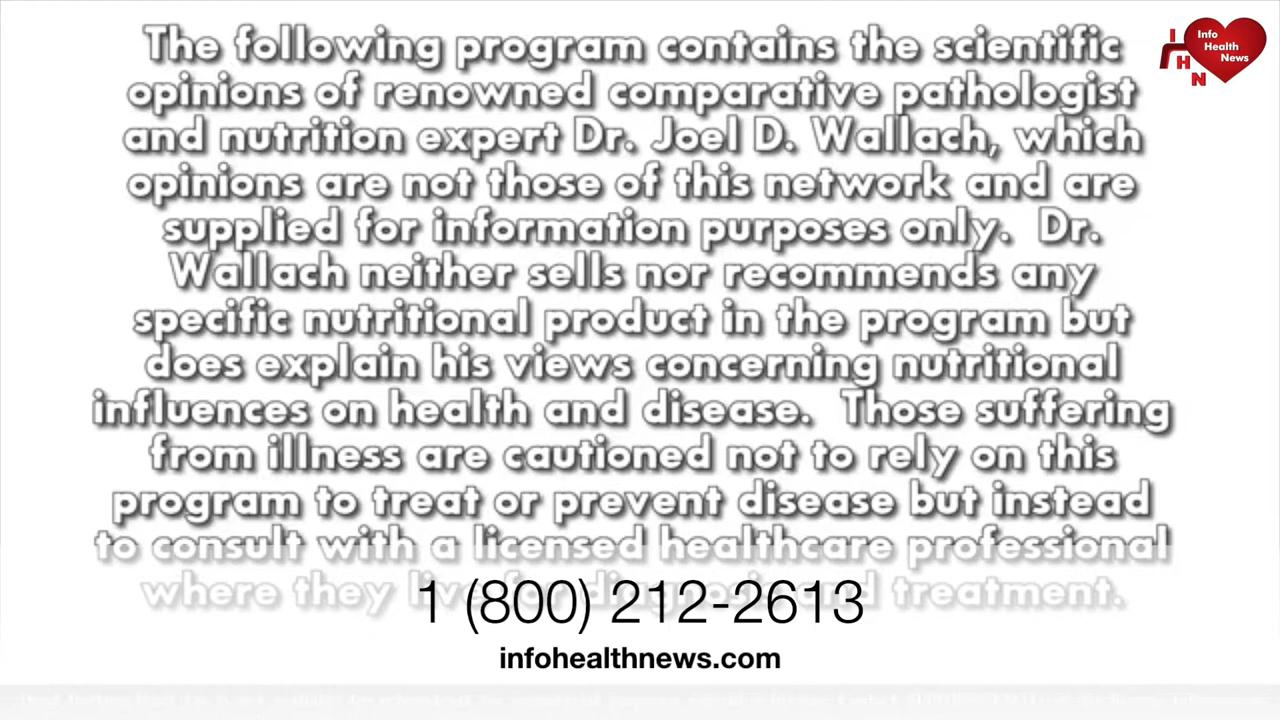 The following program contains the scientific
opinions of renowned comparative pathologist
and nutrition expert Dr. Joel D. Wallach, which
opinions are not those of this network and are
supplied for information purposes only. Dr.
Wallach neither sells nor recommends any
specific nutritional product in the program but
does explain his views concerning nutritional
influences on health and disease. Those suffering
from illness are cautioned not to rely on this
program to treat or prevent disease but instead
to consult with a licensed healthcare professional
where they live for diagnosis and treatment.
1 (800) 212-2613
infohealthnews.com
Info
Health
News
I
H
N